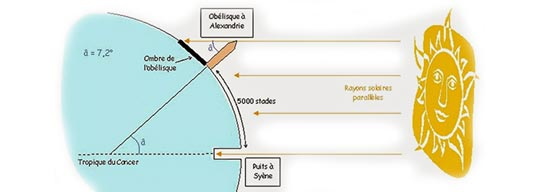 Obélisque à
Alexandrie
â = 7,2°
â
Ombre de
l'obélisque
5000 stades
Rayons solaires
parallèles
â
Tropique du Cancer
Puits à
Syène